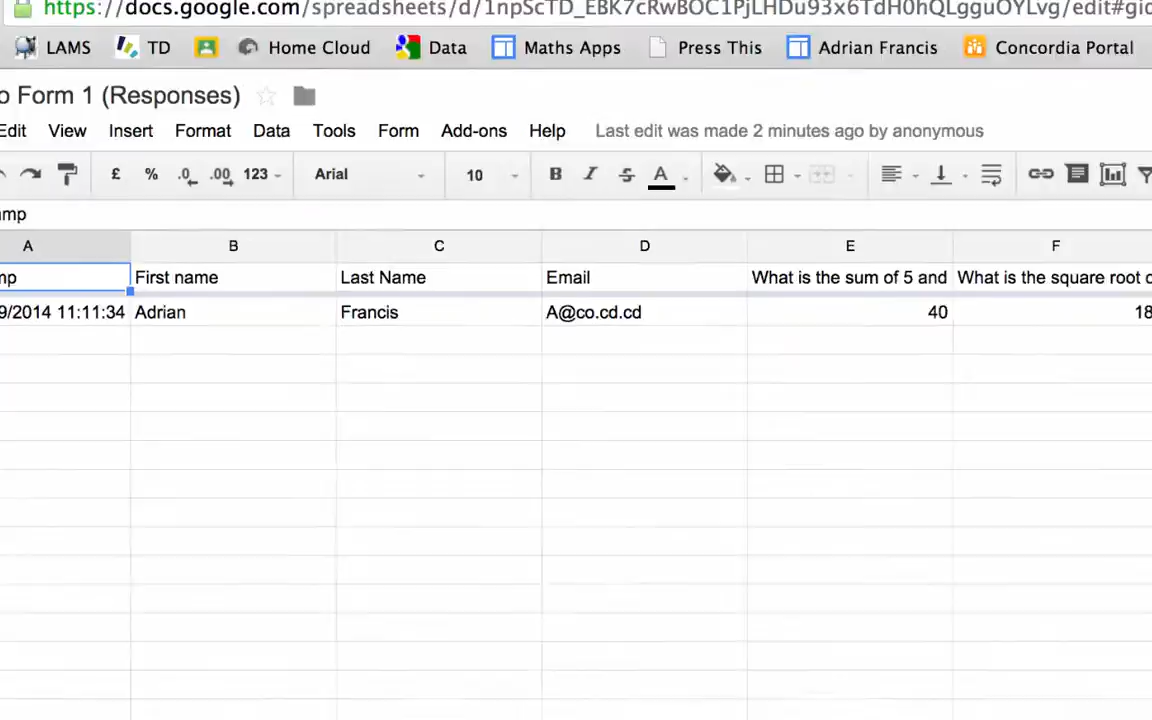 https://docs.google.com/spreadsheets/d/1npScTD_EBK7cRwBOC1PjLHDu93x6TdH0hQLgguOYLvg/edit#gid
LAMS TD Home Cloud Data Maths Apps Press This Adrian Francis Concordia Portal
o Form 1 (Responses)
Edit View Insert Format Data Tools Form Add-ons Help Last edit was made 2 minutes ago by anonymous
£ % .0 .00 123 Arial 10 B I S A
mp
A B C D E F
mp First name Last Name Email What is the sum of 5 and What is the square root o
9/2014 11:11:34 Adrian Francis A@co.cd.cd 40 18